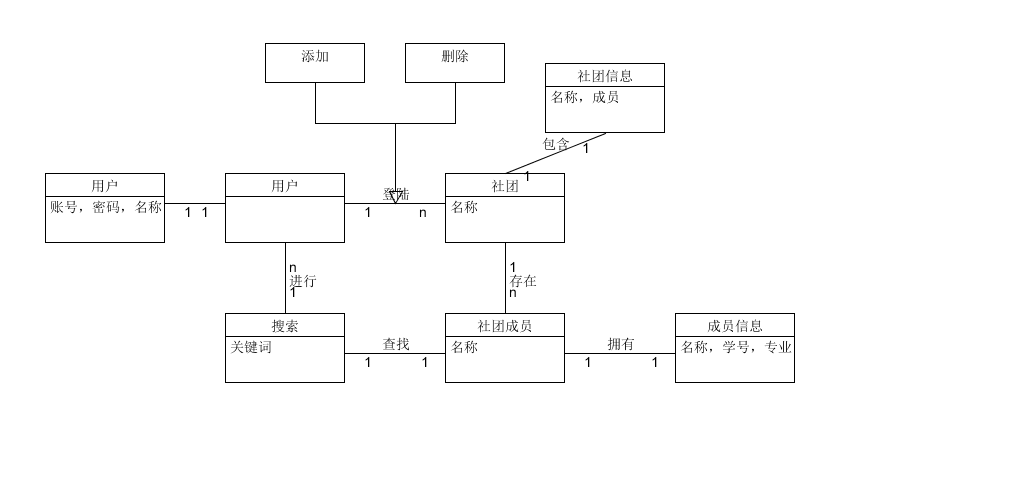 添加
删除
社团信息
名称，成员
包含
1
1
用户
账号，密码，名称
1 1
用户
登陆
1
n
社团
名称
n
进行
1
1
存在
n
搜索
关键词
查找
1
1
社团成员
名称
拥有
1
1
成员信息
名称，学号，专业